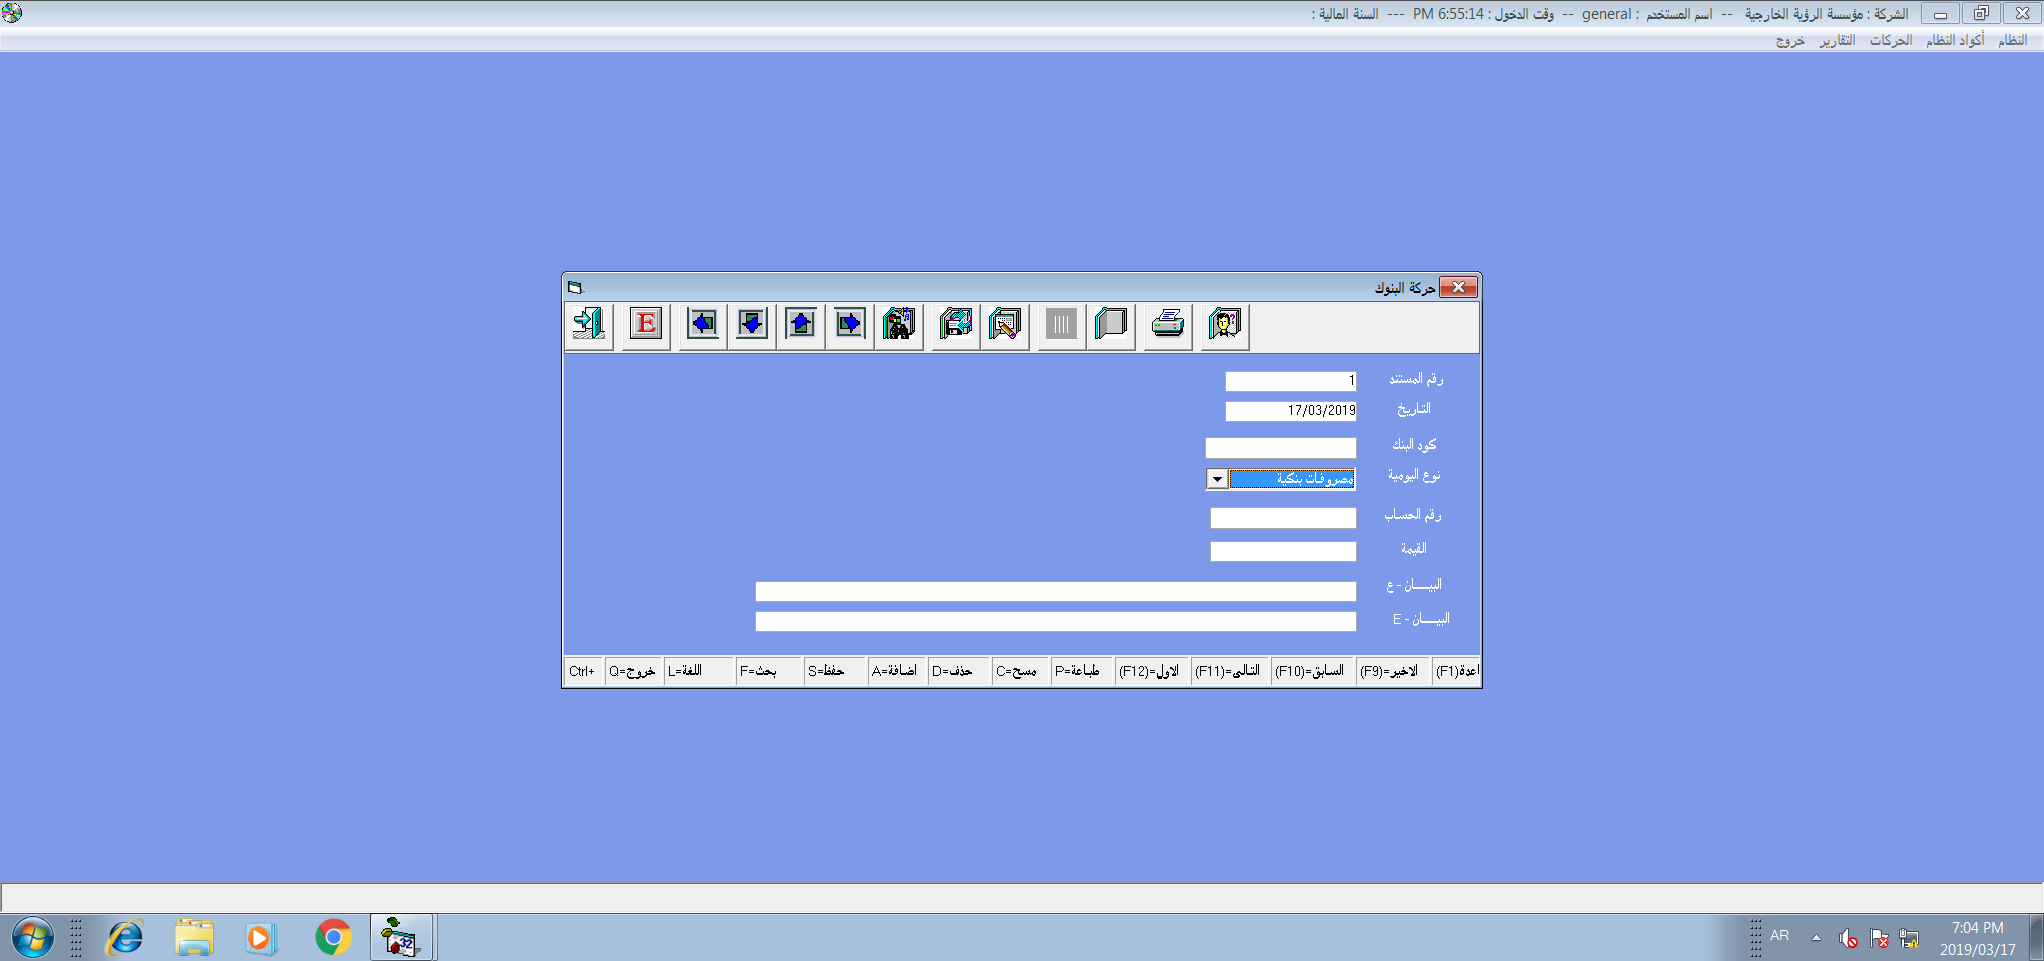 الشركة : مؤسسة الرؤية الخارجية -- اسم المستخدم : general -- وقت الدخول : 6:55:14 PM --- السنة المالية :
النظام أكواد النظام الحركات التقارير خروج
حركة البنوك
E
رقم المستند 1
التاريخ 17/03/2019
كود البنك
نوع اليومية مصروفات بنكية
رقم الحساب
القيمة
البيـــان - ع
البيـــان - E
Ctrl+ خروج=Q اللغة=L بحث=F حفظ=S اضافة=A حذف=D مسح=C طباعة=P الاول=(F12) التالى=(F11) السابق=(F10) الاخير=(F9) اعدة(F1)
32
AR
7:04 PM
2019/03/17